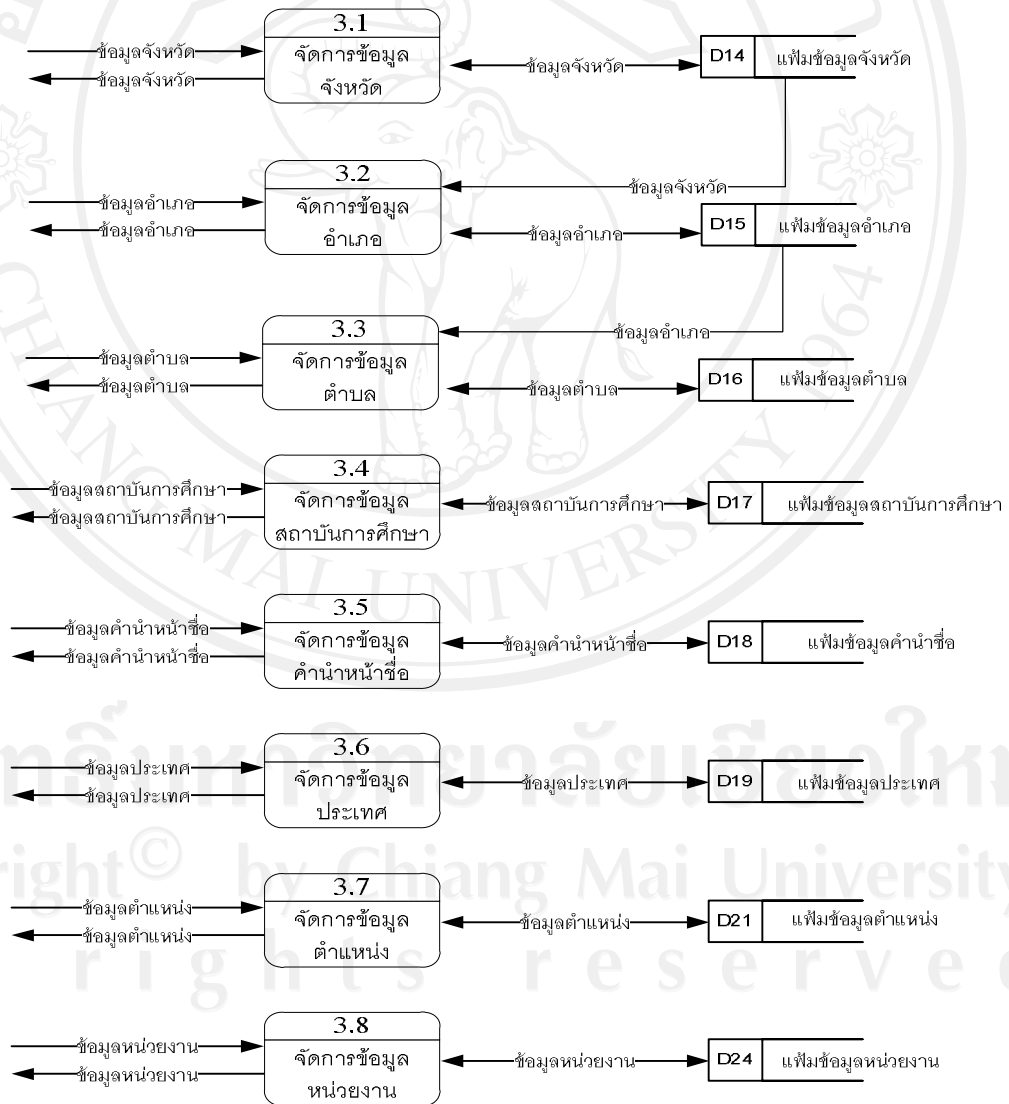 3.1
ข้อมูลจังหวัด
ข้อมูลจังหวัด
จัดการข้อมูล
จังหวัด
ข้อมูลจังหวัด
D14 แฟ้มข้อมูลจังหวัด
3.2
ข้อมูลจังหวัด
ข้อมูลอำเภอ
ข้อมูลอำเภอ
จัดการข้อมูล
อำเภอ
ข้อมูลอำเภอ
D15 แฟ้มข้อมูลอำเภอ
3.3
ข้อมูลอำเภอ
ข้อมูลตำบล
ข้อมูลตำบล
จัดการข้อมูล
ตำบล
ข้อมูลตำบล
D16 แฟ้มข้อมูลตำบล
3.4
ข้อมูลสถาบันการศึกษา
ข้อมูลสถาบันการศึกษา
จัดการข้อมูล
สถาบันการศึกษา
ข้อมูลสถาบันการศึกษา
D17 แฟ้มข้อมูลสถาบันการศึกษา
3.5
ข้อมูลคำนำหน้าชื่อ
ข้อมูลคำนำหน้าชื่อ
จัดการข้อมูล
คำนำหน้าชื่อ
ข้อมูลคำนำหน้าชื่อ
D18 แฟ้มข้อมูลคำนำชื่อ
3.6
ข้อมูลประเทศ
ข้อมูลประเทศ
จัดการข้อมูล
ประเทศ
ข้อมูลประเทศ
D19 แฟ้มข้อมูลประเทศ
3.7
ข้อมูลตำแหน่ง
ข้อมูลตำแหน่ง
จัดการข้อมูล
ตำแหน่ง
ข้อมูลตำแหน่ง
D21 แฟ้มข้อมูลตำแหน่ง
3.8
ข้อมูลหน่วยงาน
ข้อมูลหน่วยงาน
จัดการข้อมูล
หน่วยงาน
ข้อมูลหน่วยงาน
D24 แฟ้มข้อมูลหน่วยงาน
CHIANG MAI UNIVERSITY 1964
right © by Chiang Mai University
rights reserve